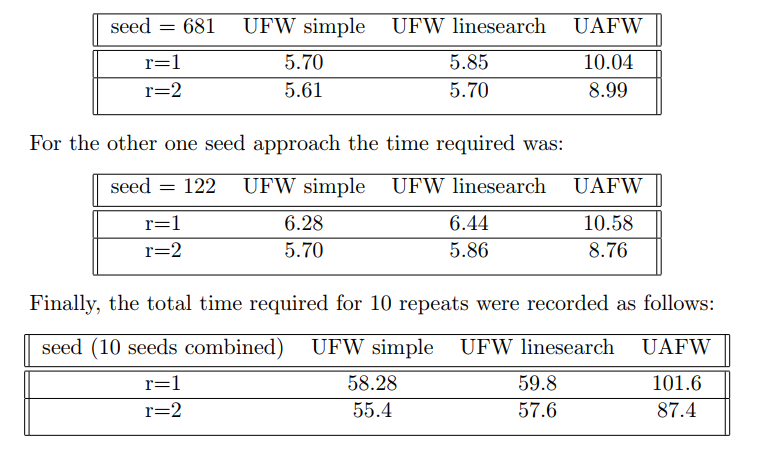 seed = 681 UFW simple UFW linesearch UAFW
r=1 5.70 5.85 10.04
r=2 5.61 5.70 8.99
For the other one seed approach the time required was:
seed = 122 UFW simple UFW linesearch UAFW
r=1 6.28 6.44 10.58
r=2 5.70 5.86 8.76
Finally, the total time required for 10 repeats were recorded as follows:
seed (10 seeds combined) UFW simple UFW linesearch UAFW
r=1 58.28 59.8 101.6
r=2 55.4 57.6 87.4